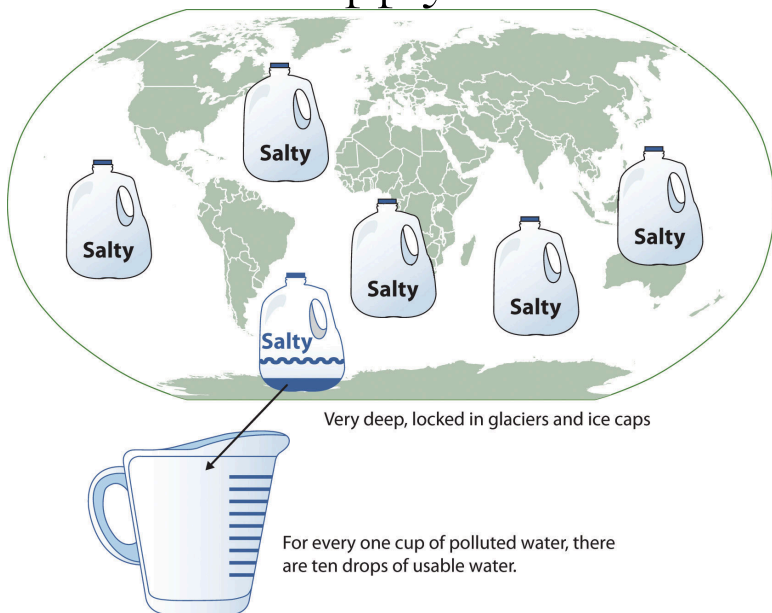 Salty
Salty
Salty
Salty
Salty
Salty
Very deep, locked in glaciers and ice caps
For every one cup of polluted water, there
are ten drops of usable water.